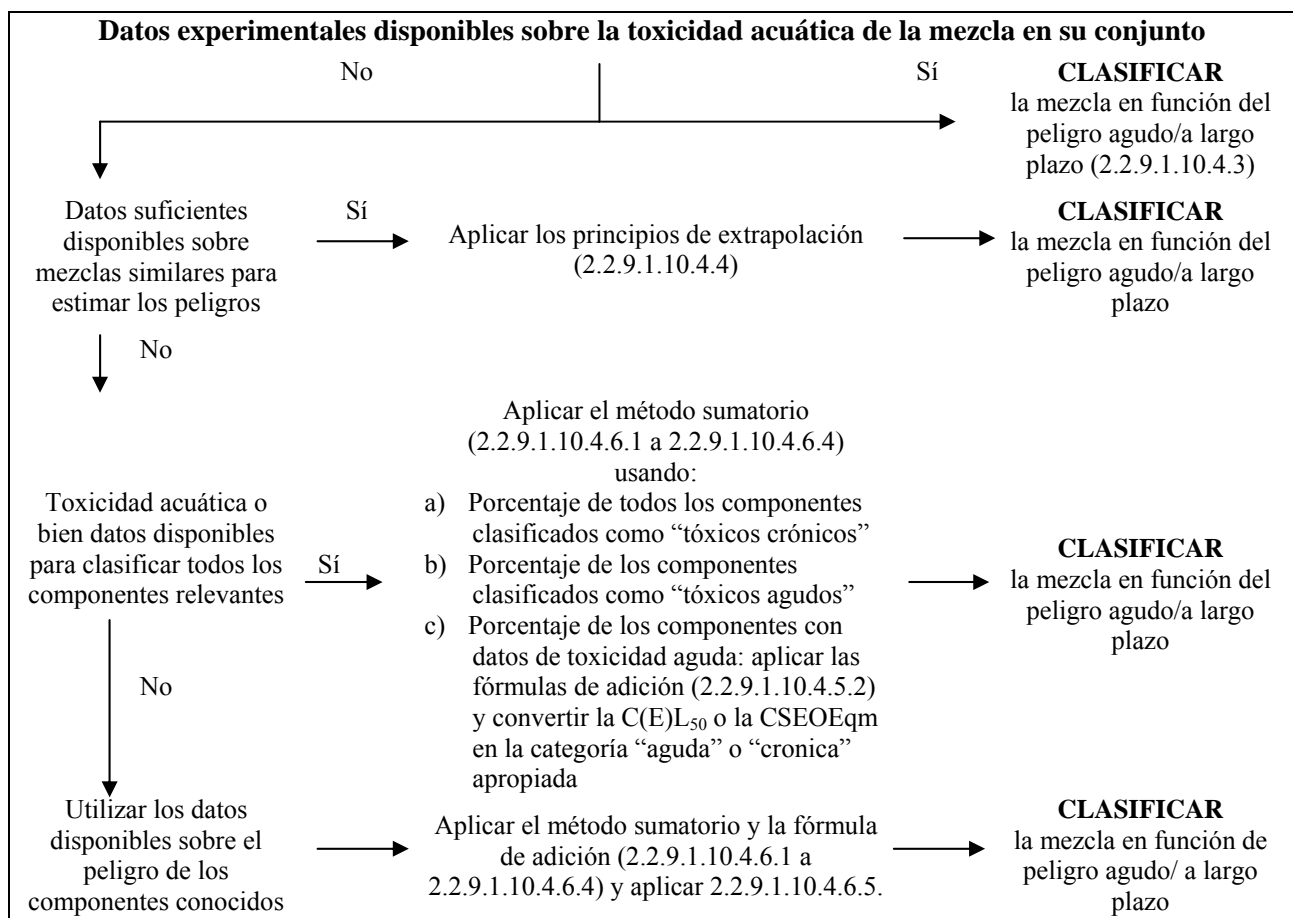 Datos experimentales disponibles sobre la toxicidad acuática de la mezcla en su conjunto
No
Sí
CLASIFICAR
la mezcla en función del
peligro agudo/a largo
plazo (2.2.9.1.10.4.3)
Datos suficientes
disponibles sobre
mezclas similares para
estimar los peligros
Sí
Aplicar los principios de extrapolación
(2.2.9.1.10.4.4)
CLASIFICAR
la mezcla en función del
peligro agudo/a largo
plazo
No
Toxicidad acuática o
bien datos disponibles
para clasificar todos los
componentes relevantes
Sí
Aplicar el método sumatorio
(2.2.9.1.10.4.6.1 a 2.2.9.1.10.4.6.4)
usando:
a) Porcentaje de todos los componentes
clasificados como “tóxicos crónicos”
b) Porcentaje de los componentes
clasificados como “tóxicos agudos”
c) Porcentaje de los componentes con
datos de toxicidad aguda: aplicar las
fórmulas de adición (2.2.9.1.10.4.5.2)
y convertir la C(E)L50 o la CSEOEqm
en la categoría “aguda” o “cronica”
apropiada
CLASIFICAR
la mezcla en función del
peligro agudo/a largo
plazo
No
Utilizar los datos
disponibles sobre el
peligro de los
componentes conocidos
Aplicar el método sumatorio y la fórmula
de adición (2.2.9.1.10.4.6.1 a
2.2.9.1.10.4.6.4) y aplicar 2.2.9.1.10.4.6.5.
CLASIFICAR
la mezcla en función de
peligro agudo/ a largo
plazo